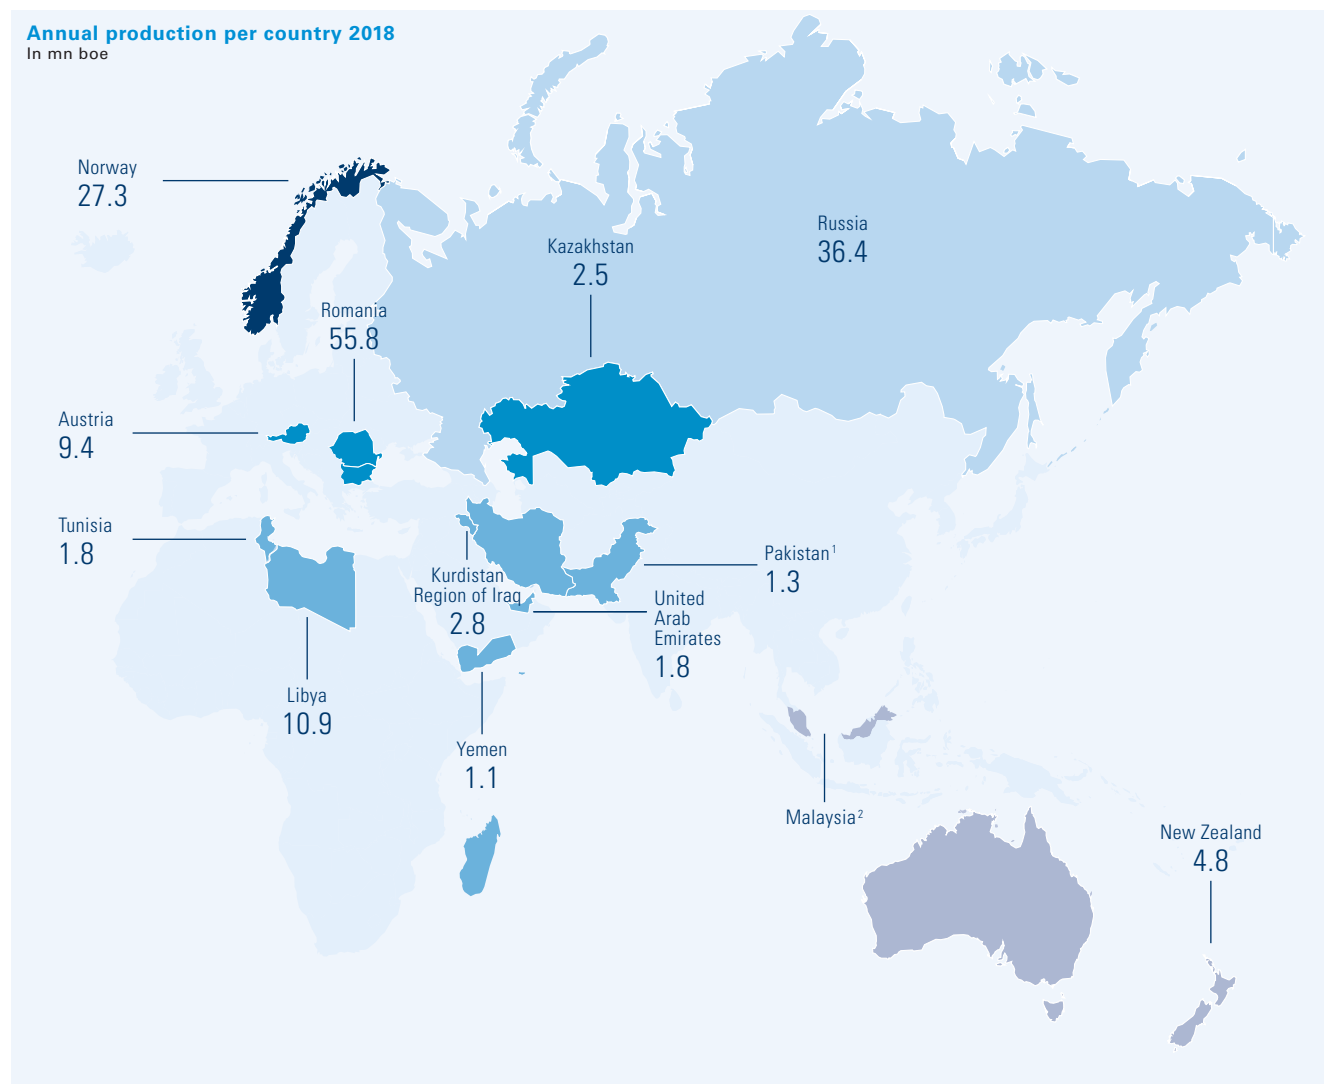 Annual production per country 2018
In mn boe
Norway
27.3
Russia
36.4
Kazakhstan
2.5
Romania
55.8
Austria
9.4
Tunisia
1.8
Pakistan¹
1.3
Kurdistan
Region of Iraq
2.8
United
Arab
Emirates
1.8
Libya
10.9
Yemen
1.1
Malaysia²
New Zealand
4.8